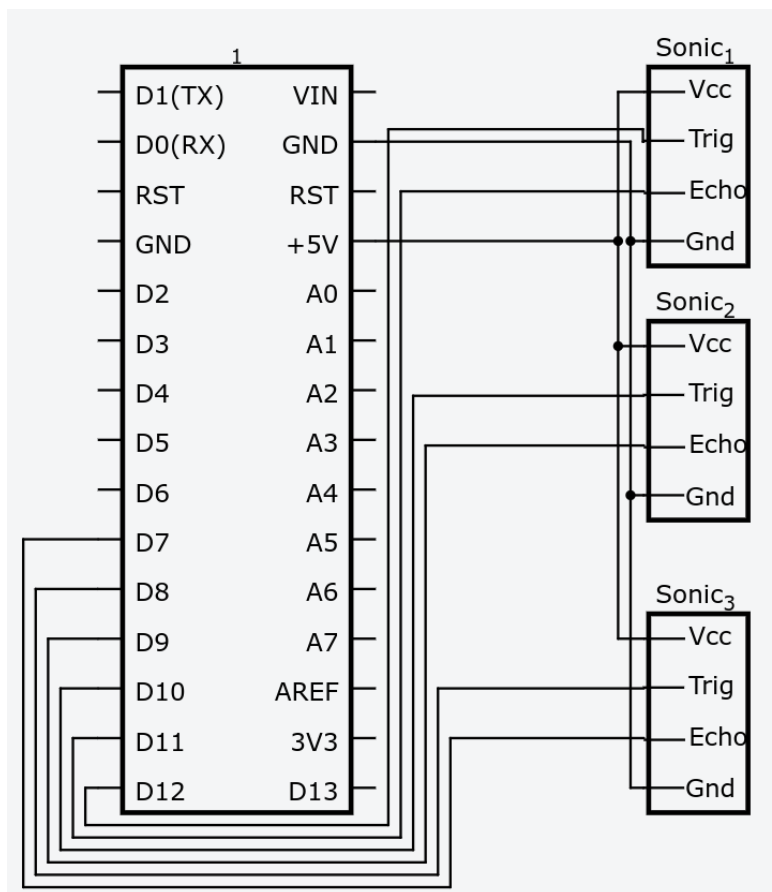 1
D1(TX) VIN
D0(RX) GND
RST RST
GND +5V
D2 A0
D3 A1
D4 A2
D5 A3
D6 A4
D7 A5
D8 A6
D9 A7
D10 AREF
D11 3V3
D12 D13
Sonic1
Vcc
Trig
Echo
Gnd
Sonic2
Vcc
Trig
Echo
Gnd
Sonic3
Vcc
Trig
Echo
Gnd